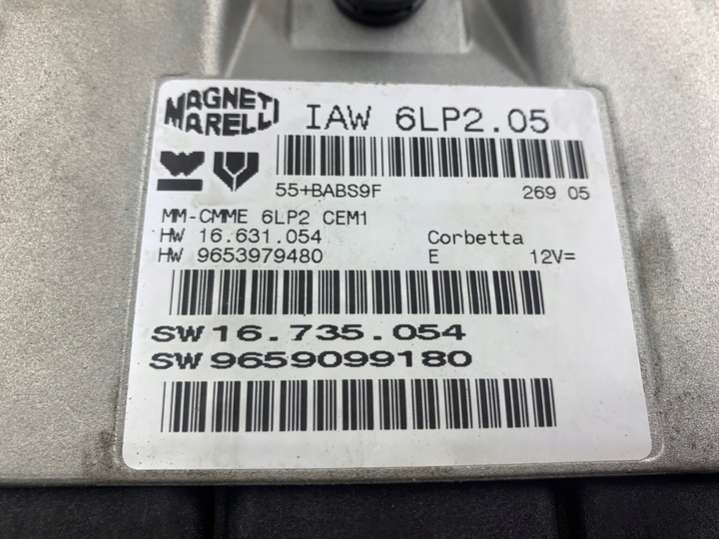 MAGNETI
MARELLI
IAW 6LP2.05
55+BABS9F 269 05
MM-CMME 6LP2 CEM1
HW 16.631.054 Corbetta
HW 9653979480 E 12V=
SW 16.735.054
SW 9659099180